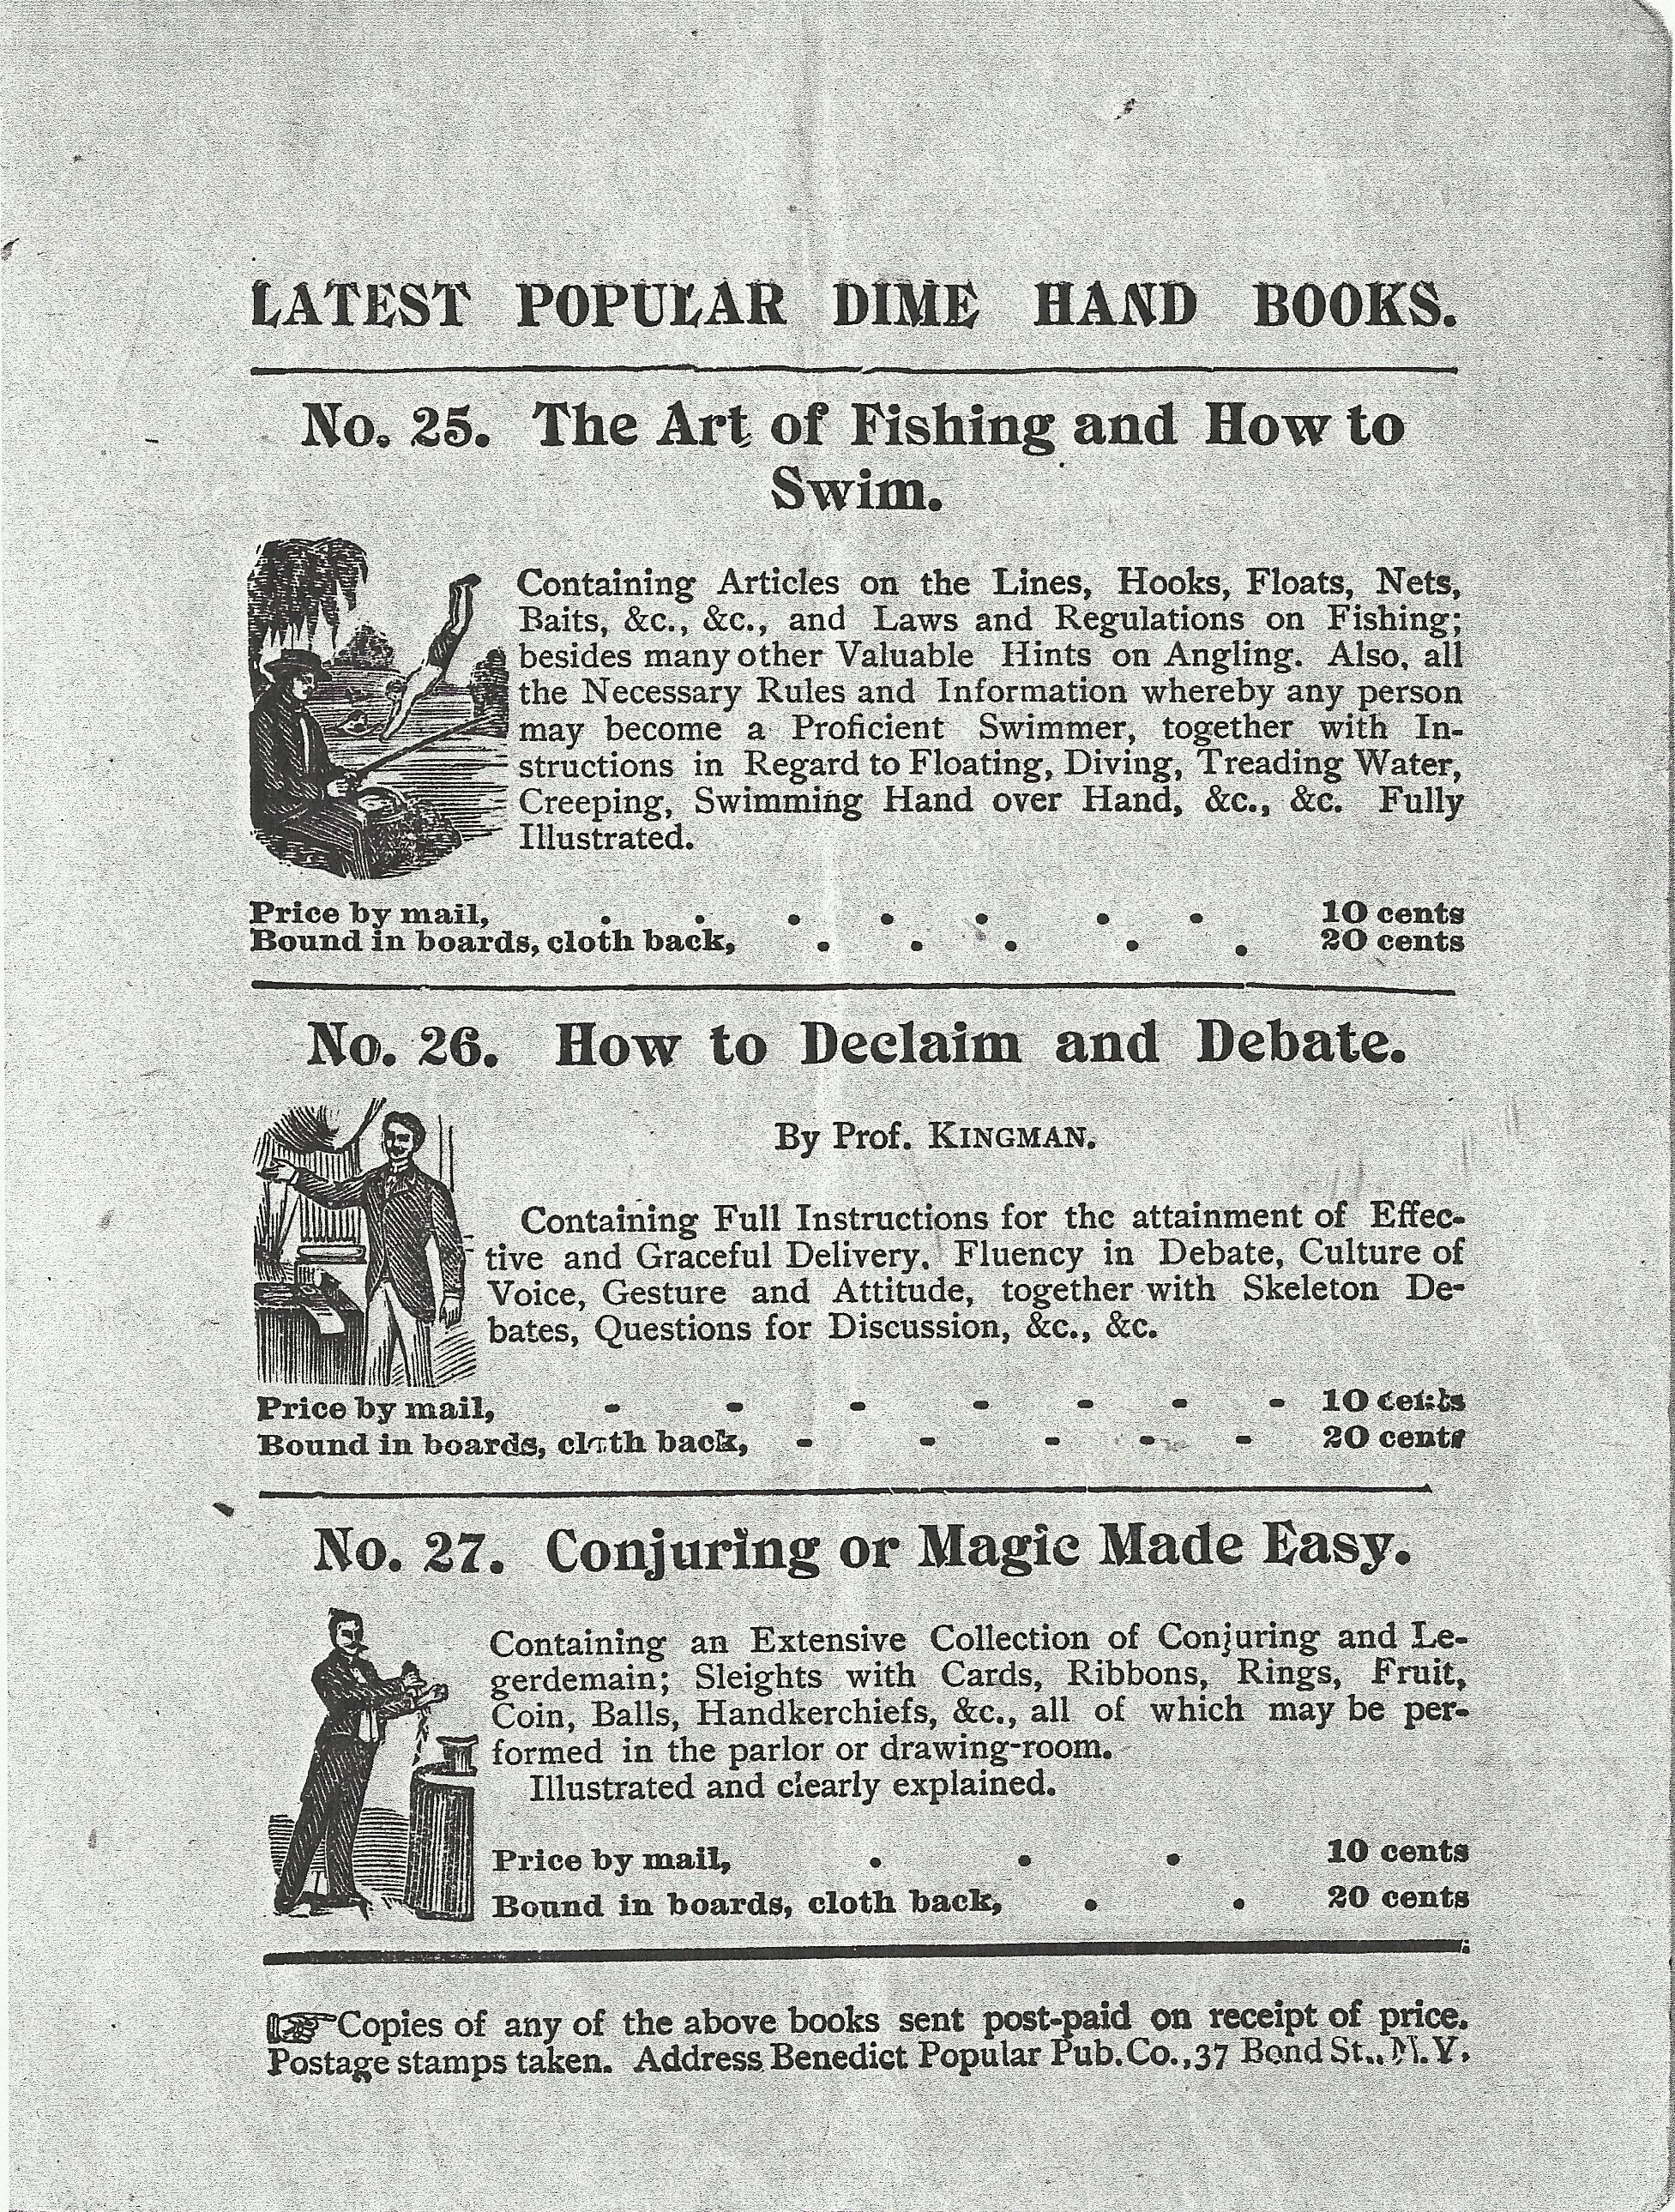 LATEST POPULAR DIME HAND BOOKS.
No. 25. The Art of Fishing and How to
Swim.
Containing Articles on the Lines, Hooks, Floats, Nets,
Baits, &c., &c., and Laws and Regulations on Fishing;
besides many other Valuable Hints on Angling. Also, all
the Necessary Rules and Information whereby any person
may become a Proficient Swimmer, together with In-
structions in Regard to Floating, Diving, Treading Water,
Creeping, Swimming Hand over Hand, &c., &c. Fully
Illustrated.
Price by mail, . . . . . . . 10 cents
Bound in boards, cloth back, . . . . . 20 cents
No. 26. How to Declaim and Debate.
By Prof. KINGMAN.
Containing Full Instructions for the attainment of Effec-
tive and Graceful Delivery, Fluency in Debate, Culture of
Voice, Gesture and Attitude, together with Skeleton De-
bates, Questions for Discussion, &c., &c.
Price by mail, - - - - - - - 10 cents
Bound in boards, cloth back, - - - - - 20 cents
No. 27. Conjuring or Magic Made Easy.
Containing an Extensive Collection of Conjuring and Le-
gerdemain; Sleights with Cards, Ribbons, Rings, Fruit,
Coin, Balls, Handkerchiefs, &c., all of which may be per-
formed in the parlor or drawing-room.
Illustrated and clearly explained.
Price by mail, . . . 10 cents
Bound in boards, cloth back, . . 20 cents
☞Copies of any of the above books sent post-paid on receipt of price.
Postage stamps taken. Address Benedict Popular Pub. Co., 37 Bond St., N. Y.